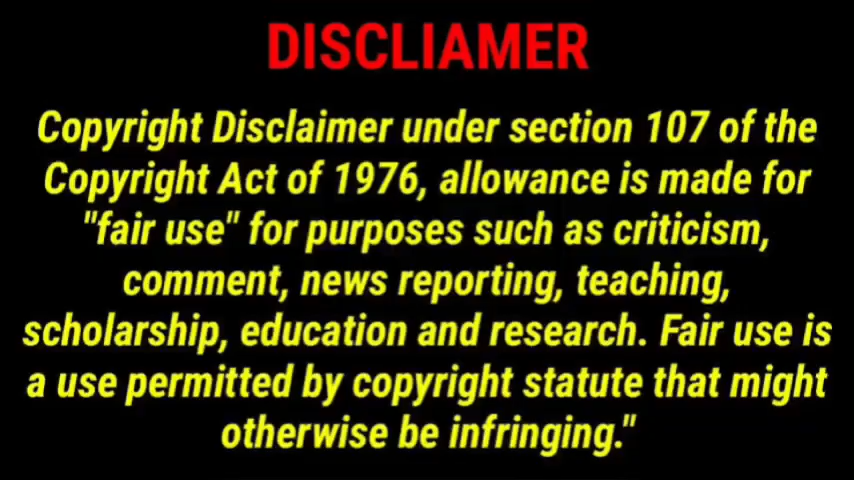 DISCLIAMER
Copyright Disclaimer under section 107 of the
Copyright Act of 1976, allowance is made for
"fair use" for purposes such as criticism,
comment, news reporting, teaching,
scholarship, education and research. Fair use is
a use permitted by copyright statute that might
otherwise be infringing."